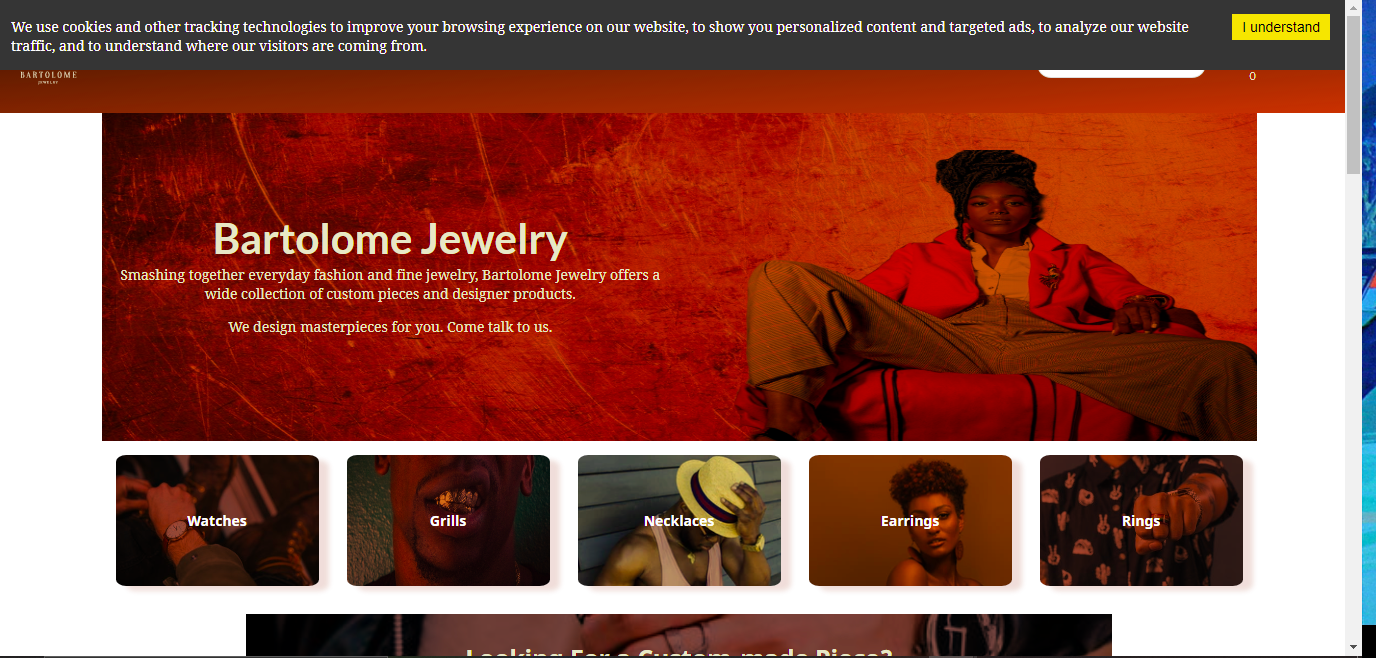 We use cookies and other tracking technologies to improve your browsing experience on our website, to show you personalized content and targeted ads, to analyze our website
traffic, and to understand where our visitors are coming from.
I understand
BARTOLOME
JEWELRY
0
Bartolome Jewelry
Smashing together everyday fashion and fine jewelry, Bartolome Jewelry offers a
wide collection of custom pieces and designer products.
We design masterpieces for you. Come talk to us.
Watches
Grills
Necklaces
Earrings
Rings
Looking For a Custom-made Piece?